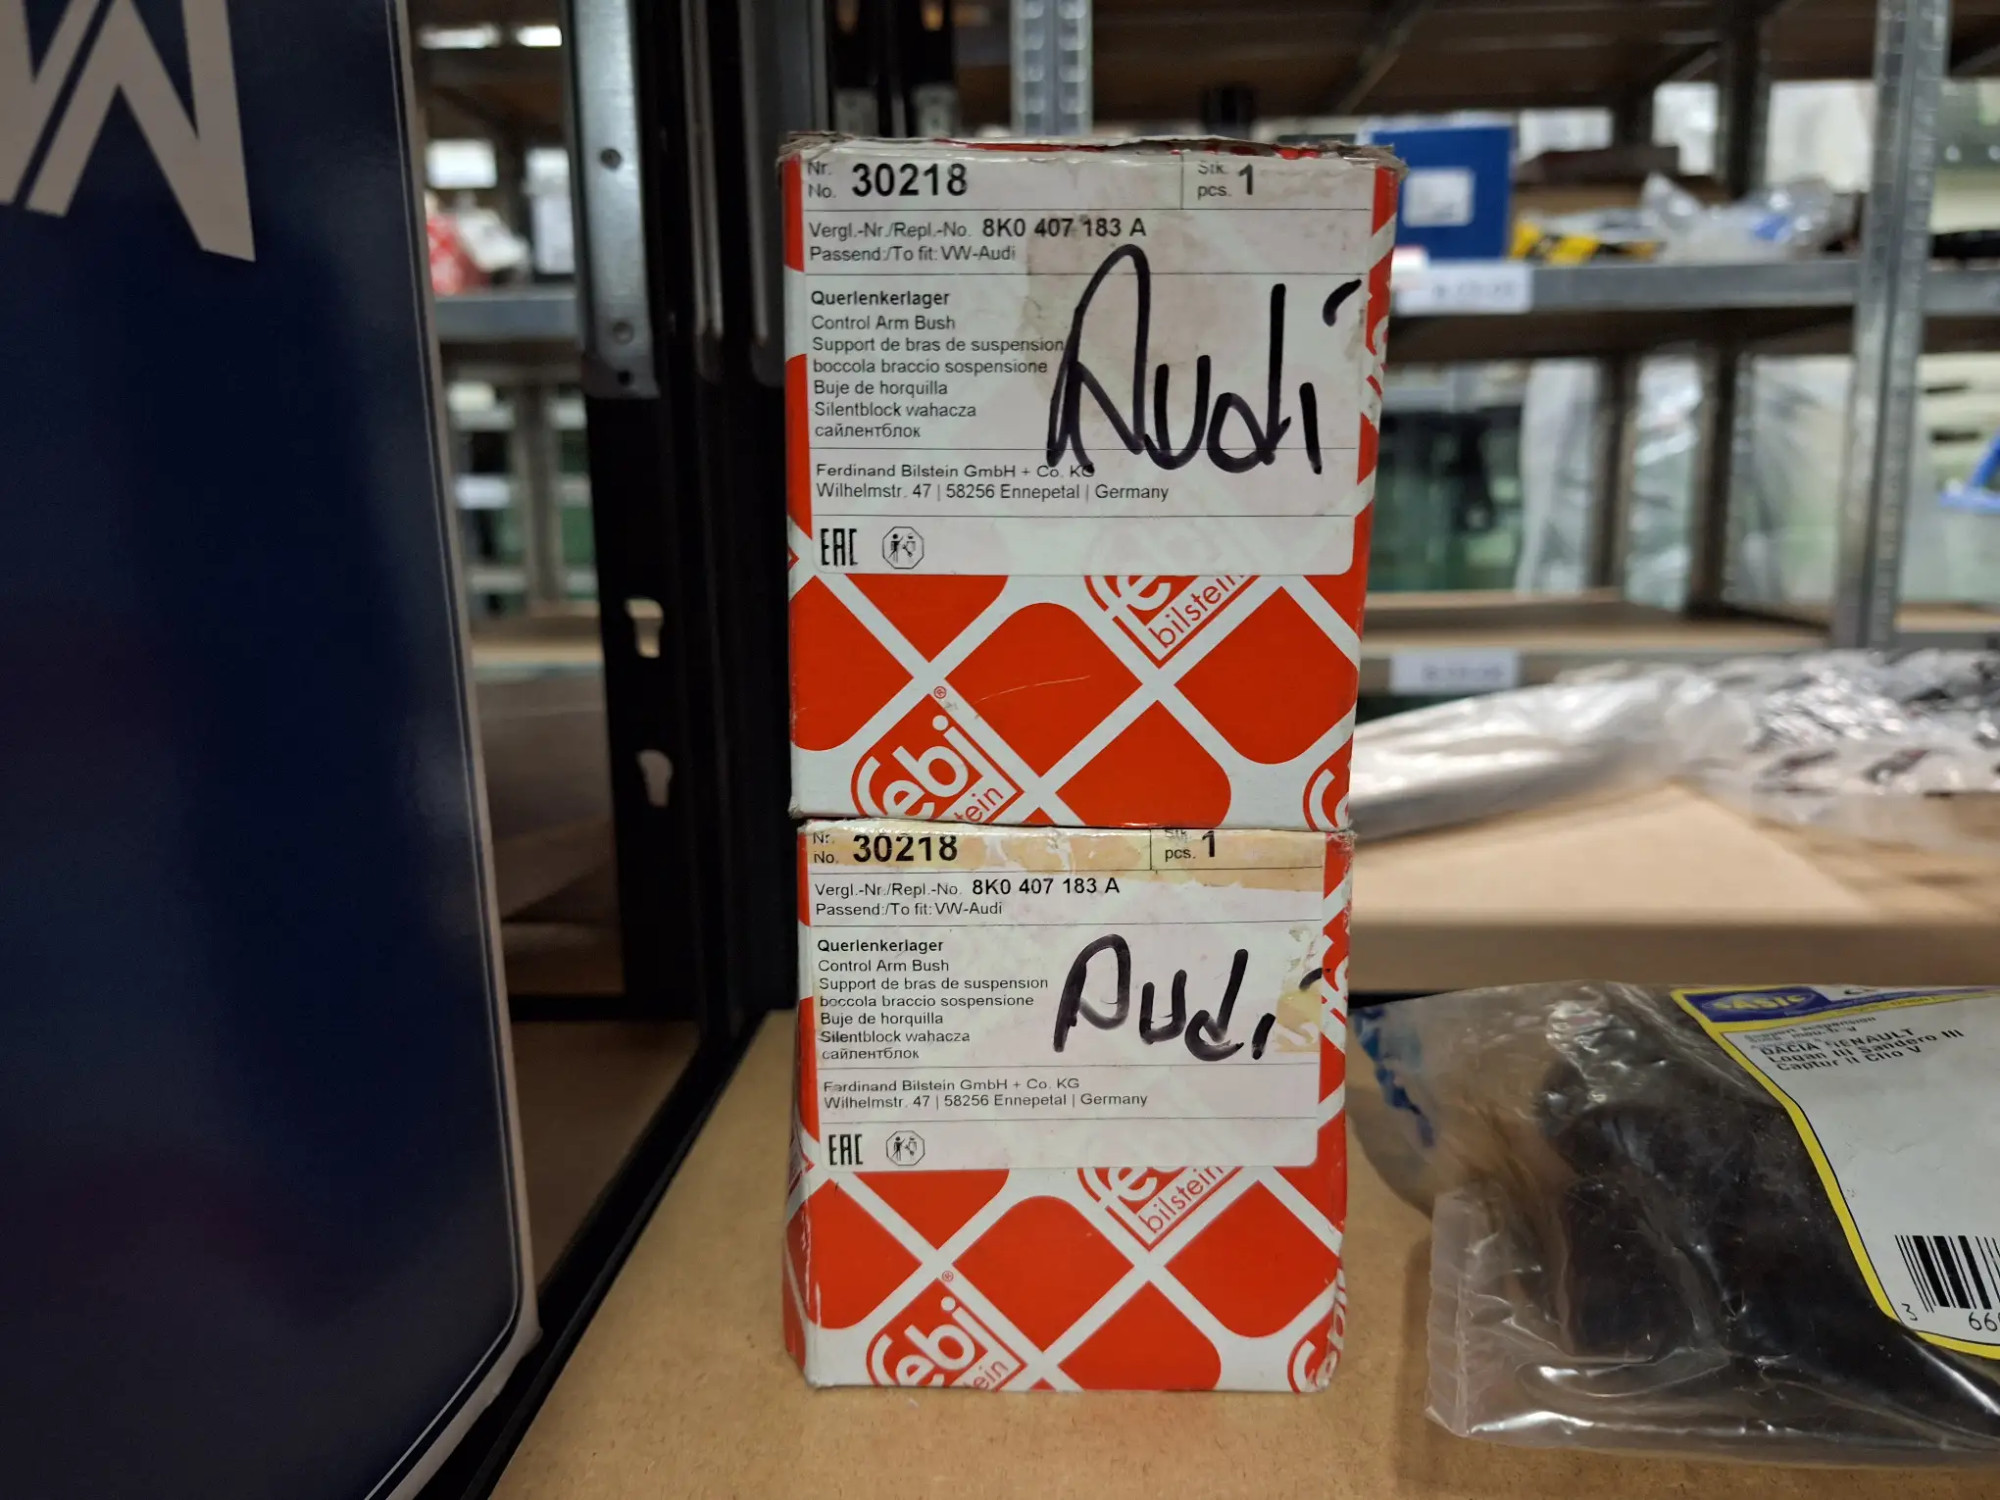 Nr. No. 30218 Stk. pcs. 1
Vergl.-Nr./Repl.-No. 8K0 407 183 A
Passend:/To fit: VW-Audi
Querlenkerlager
Control Arm Bush
Support de bras de suspension
boccola braccio sospensione
Buje de horquilla
Silentblock wahacza
сайлентблок
Audi
Ferdinand Bilstein GmbH + Co. KG
Wilhelmstr. 47 | 58256 Ennepetal | Germany
EAC
febi
bilstein
febi ®
Nr. No. 30218 Stk. pcs. 1
Vergl.-Nr./Repl.-No. 8K0 407 183 A
Passend:/To fit: VW-Audi
Querlenkerlager
Control Arm Bush
Support de bras de suspension
boccola braccio sospensione
Buje de horquilla
Silentblock wahacza
сайлентблок
Audi
Ferdinand Bilstein GmbH + Co. KG
Wilhelmstr. 47 | 58256 Ennepetal | Germany
EAC
febi
bilstein
febi ®
SASIC
DACIA RENAULT
Logan III Sandero III
Captur II Clio V
3 66